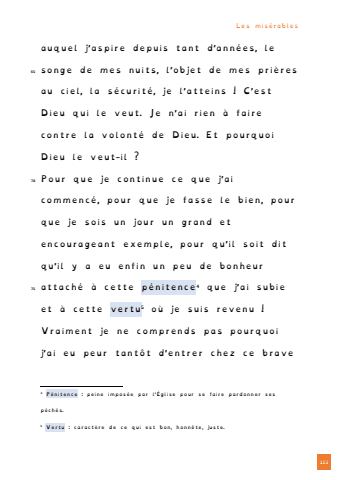 Les misérables
auquel j'aspire depuis tant d'années, le
65 songe de mes nuits, l'objet de mes prières
au ciel, la sécurité, je l'atteins ! C'est
Dieu qui le veut. Je n'ai rien à faire
contre la volonté de Dieu. Et pourquoi
Dieu le veut-il ?
70 Pour que je continue ce que j'ai
commencé, pour que je fasse le bien, pour
que je sois un jour un grand et
encourageant exemple, pour qu'il soit dit
qu'il y a eu enfin un peu de bonheur
75 attaché à cette pénitence⁴ que j'ai subie
et à cette vertu⁵ où je suis revenu !
Vraiment je ne comprends pas pourquoi
j'ai eu peur tantôt d'entrer chez ce brave
⁴ Pénitence : peine imposée par l'Église pour se faire pardonner ses
péchés.
⁵ Vertu : caractère de ce qui est bon, honnête, juste.